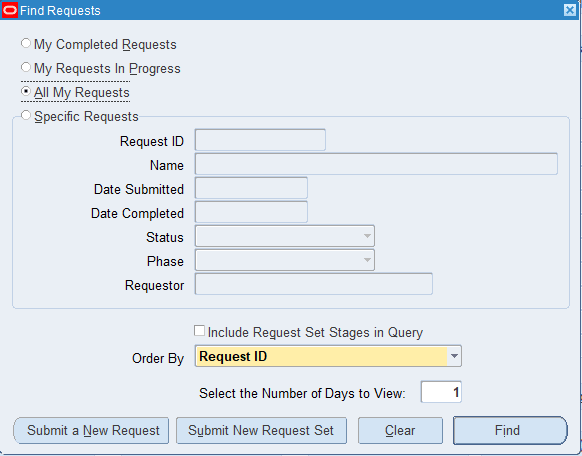 Find Requests
My Completed Requests
My Requests In Progress
All My Requests
Specific Requests
Request ID
Name
Date Submitted
Date Completed
Status
Phase
Requestor
Include Request Set Stages in Query
Order By Request ID
Select the Number of Days to View: 1
Submit a New Request Submit New Request Set Clear Find